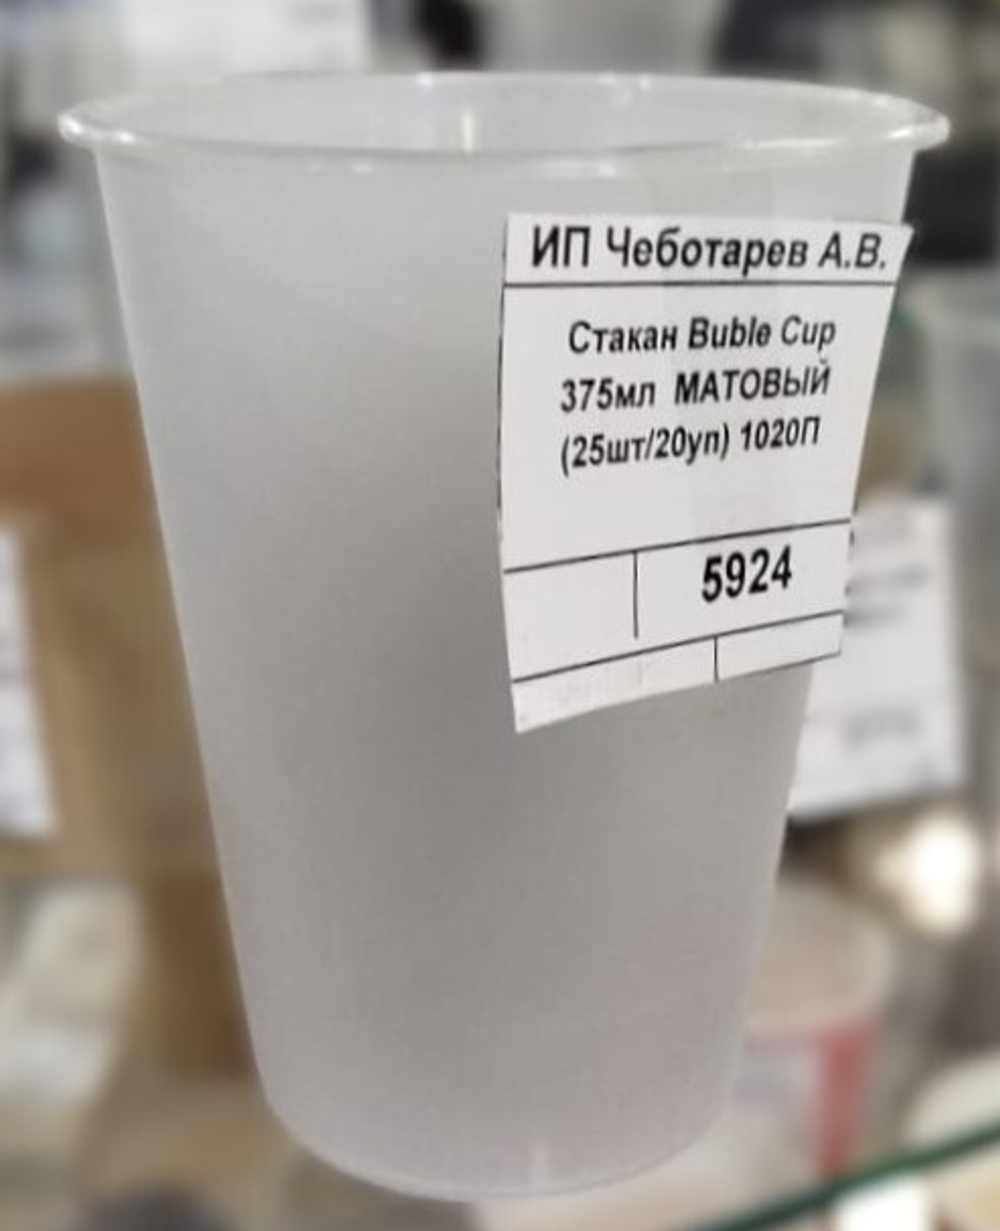 ИП Чеботарев А.В.
Стакан Buble Cup
375мл МАТОВЫЙ
(25шт/20уп) 1020П
5924